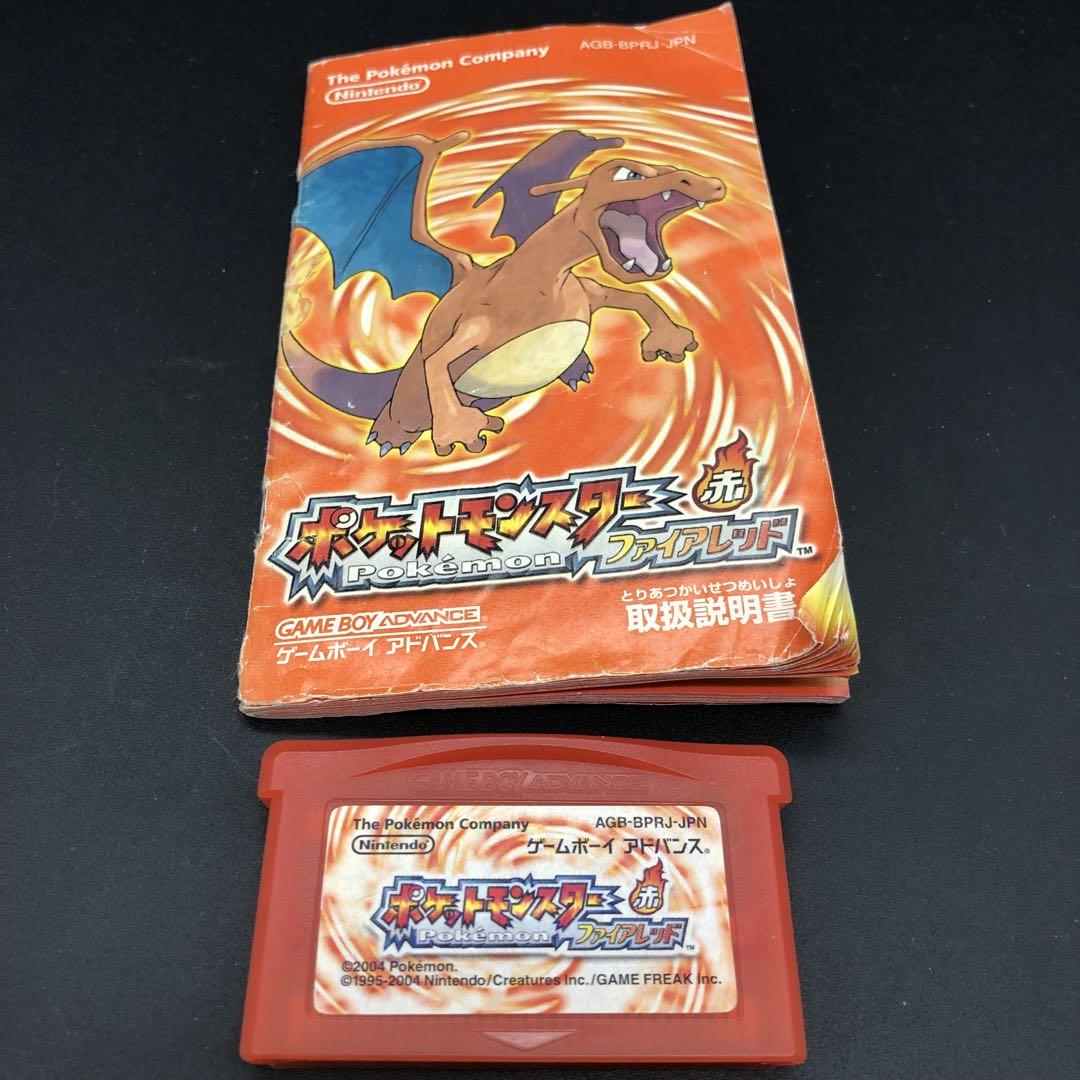 The Pokémon Company
AGB-BPRJ-JPN
Nintendo
赤
ポケットモンスター
Pokémon
ファイアレッド™
とりあつかいせつめいしょ
取扱説明書
GAME BOY ADVANCE
ゲームボーイ アドバンス®
GAME BOY ADVANCE
The Pokémon Company
AGB-BPRJ-JPN
Nintendo
ゲームボーイ アドバンス®
赤
ポケットモンスター
Pokémon
ファイアレッド™
©2004 Pokémon.
©1995-2004 Nintendo/Creatures Inc./GAME FREAK inc.